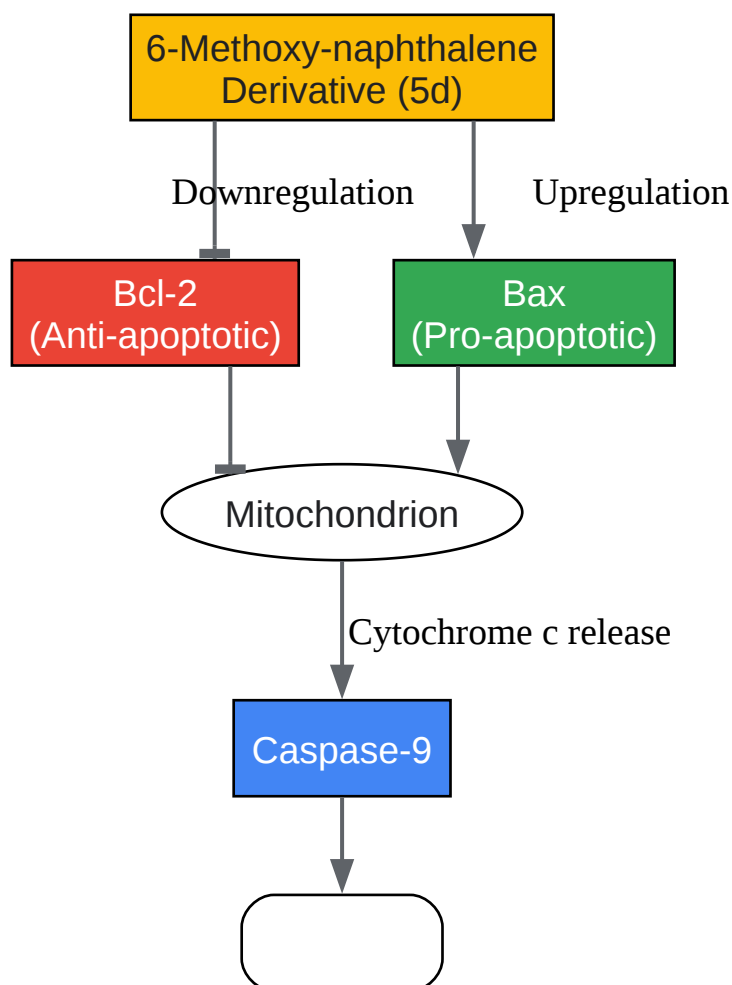 6-Methoxy-naphthalene
Derivative (5d)
Downregulation
Upregulation
Bcl-2
(Anti-apoptotic)
Bax
(Pro-apoptotic)
Mitochondrion
Cytochrome c release
Caspase-9